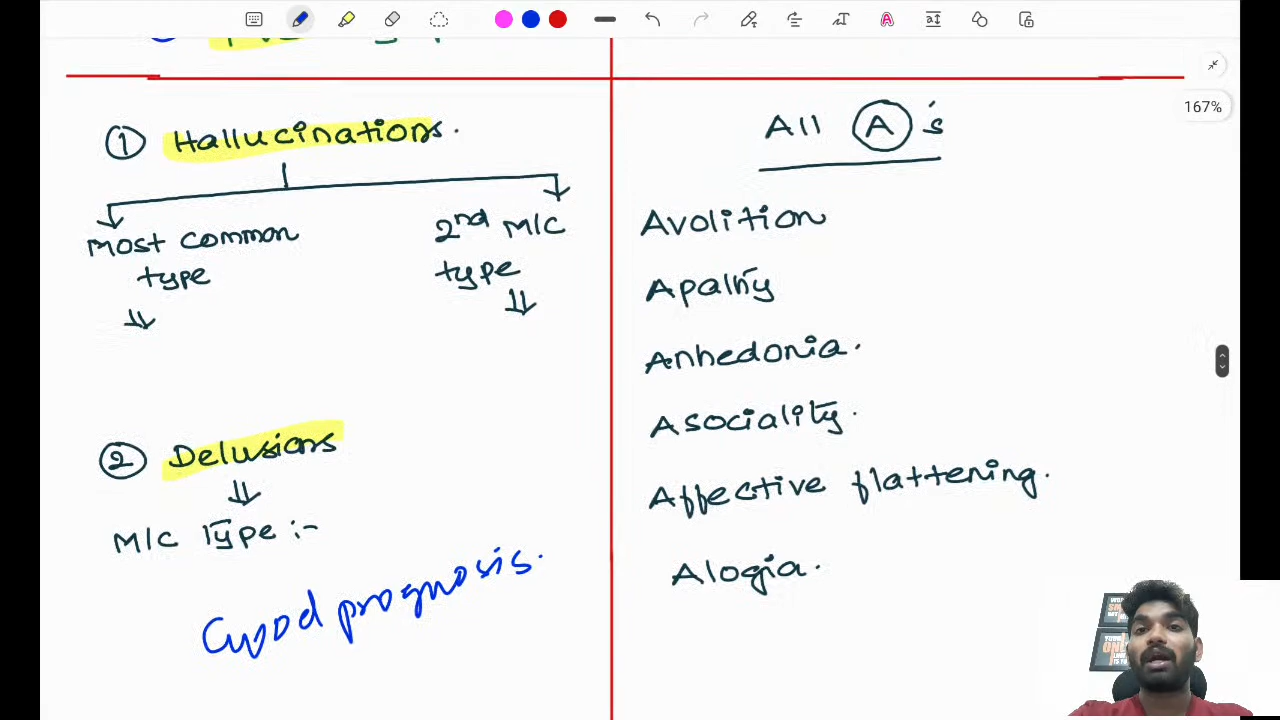 167%
① Hallucinations.
Most common
type
2nd M/C
type
② Delusions
M/C Type :-
Good prognosis.
All A's
Avolition
Apathy
Anhedonia.
Asociality.
Affective flattening.
Alogia.